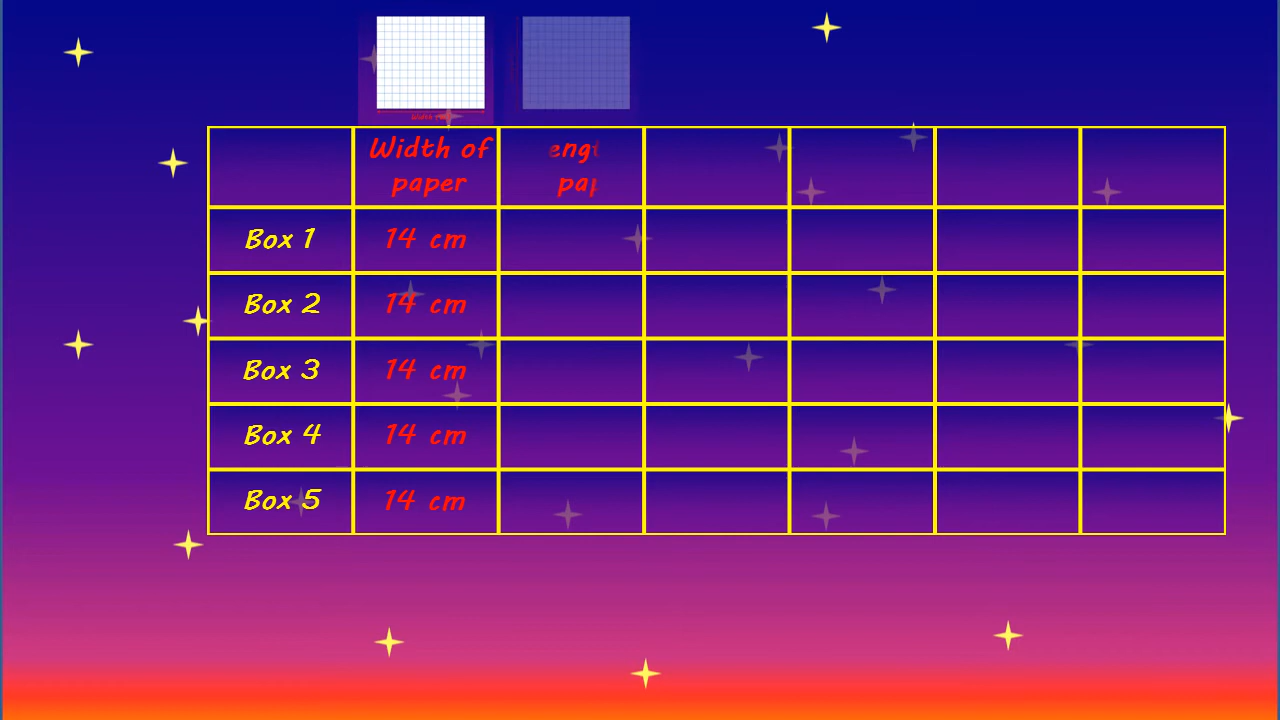 Width of
paper
Box 1 14 cm
Box 2 14 cm
Box 3 14 cm
Box 4 14 cm
Box 5 14 cm